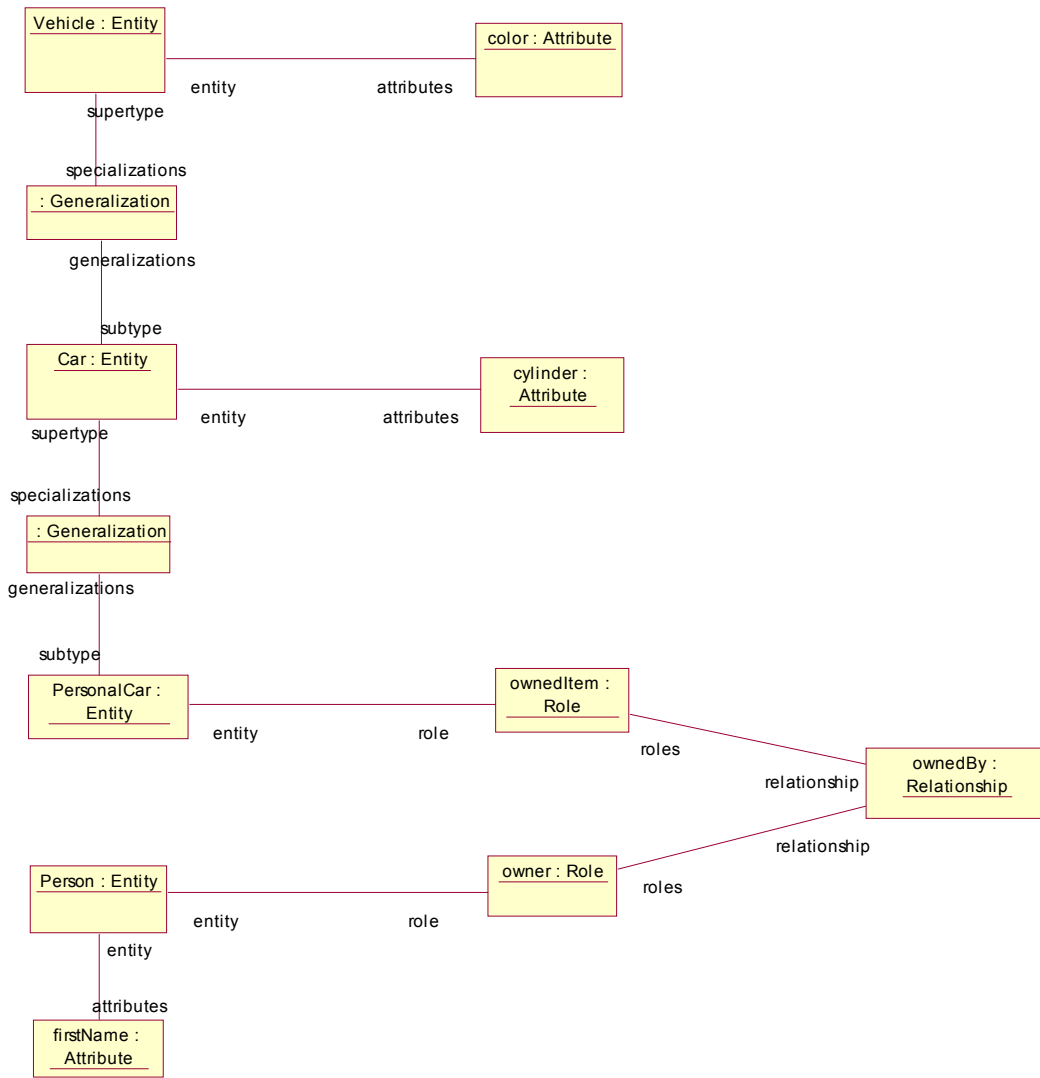 Vehicle : Entity
color : Attribute
entity
attributes
supertype
specializations
: Generalization
generalizations
subtype
Car : Entity
cylinder :
Attribute
entity
attributes
supertype
specializations
: Generalization
generalizations
subtype
PersonalCar :
Entity
ownedItem :
Role
entity
role
roles
relationship
ownedBy :
Relationship
relationship
Person : Entity
owner : Role
roles
entity
role
entity
attributes
firstName :
Attribute